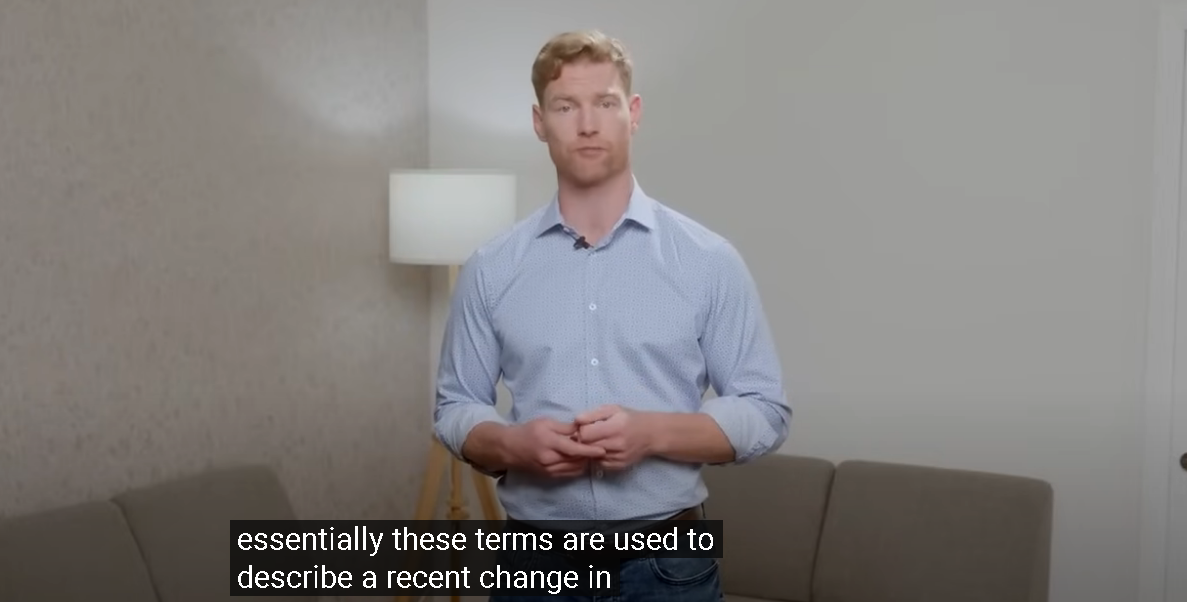 essentially these terms are used to
describe a recent change in